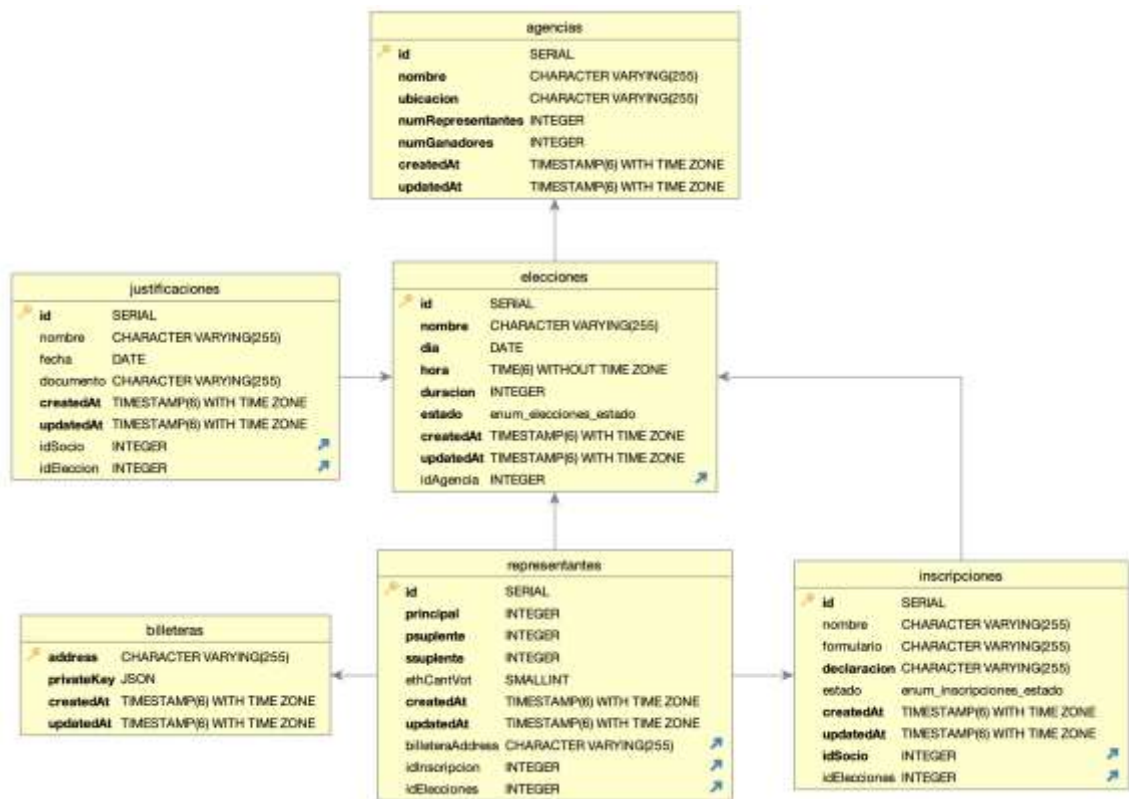 agencias
id SERIAL
nombre CHARACTER VARYING(255)
ubicacion CHARACTER VARYING(255)
numRepresentantes INTEGER
numGanadores INTEGER
createdAt TIMESTAMP(6) WITH TIME ZONE
updatedAt TIMESTAMP(6) WITH TIME ZONE
justificaciones
id SERIAL
nombre CHARACTER VARYING(255)
fecha DATE
documento CHARACTER VARYING(255)
createdAt TIMESTAMP(6) WITH TIME ZONE
updatedAt TIMESTAMP(6) WITH TIME ZONE
idSocio INTEGER
idEleccion INTEGER
elecciones
id SERIAL
nombre CHARACTER VARYING(255)
dia DATE
hora TIME(6) WITHOUT TIME ZONE
duracion INTEGER
estado enum_elecciones_estado
createdAt TIMESTAMP(6) WITH TIME ZONE
updatedAt TIMESTAMP(6) WITH TIME ZONE
idAgencia INTEGER
billeteras
address CHARACTER VARYING(255)
privateKey JSON
createdAt TIMESTAMP(6) WITH TIME ZONE
updatedAt TIMESTAMP(6) WITH TIME ZONE
representantes
id SERIAL
principal INTEGER
psuplente INTEGER
ssuplente INTEGER
ethCantVot SMALLINT
createdAt TIMESTAMP(6) WITH TIME ZONE
updatedAt TIMESTAMP(6) WITH TIME ZONE
billeteraAddress CHARACTER VARYING(255)
idInscripcion INTEGER
idElecciones INTEGER
inscripciones
id SERIAL
nombre CHARACTER VARYING(255)
formulario CHARACTER VARYING(255)
declaracion CHARACTER VARYING(255)
estado enum_inscripciones_estado
createdAt TIMESTAMP(6) WITH TIME ZONE
updatedAt TIMESTAMP(6) WITH TIME ZONE
idSocio INTEGER
idElecciones INTEGER